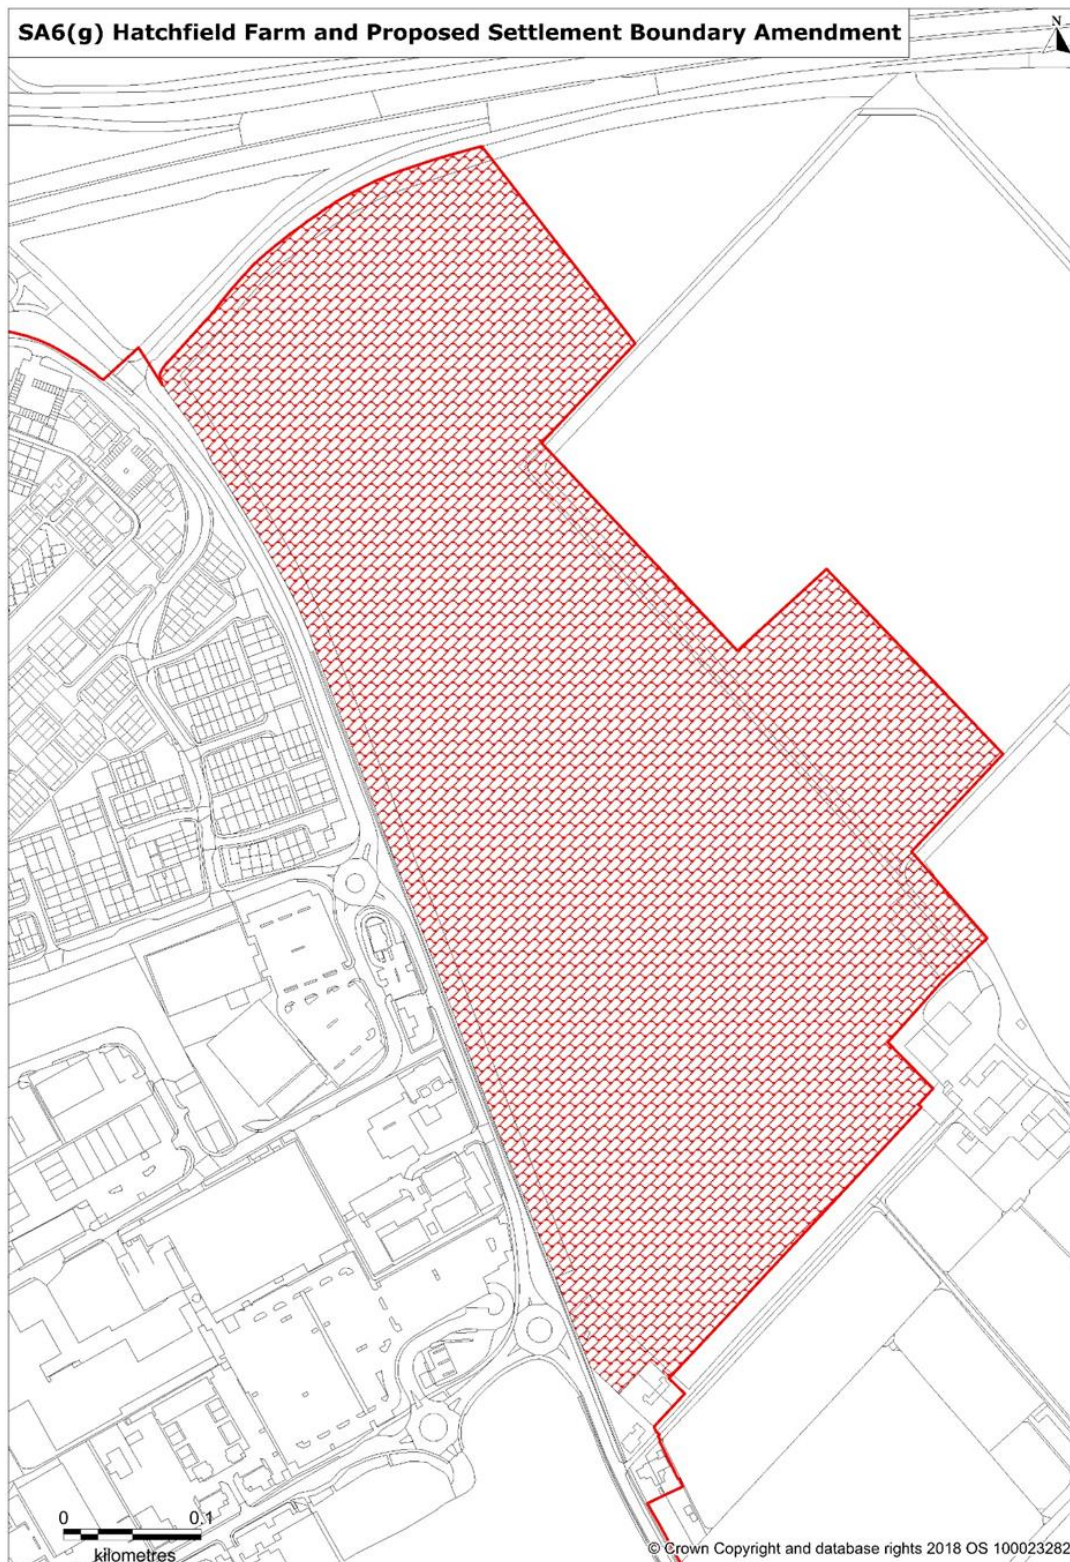 SA6(g) Hatchfield Farm and Proposed Settlement Boundary Amendment
N
0 0.1
kilometres
© Crown Copyright and database rights 2018 OS 100023282